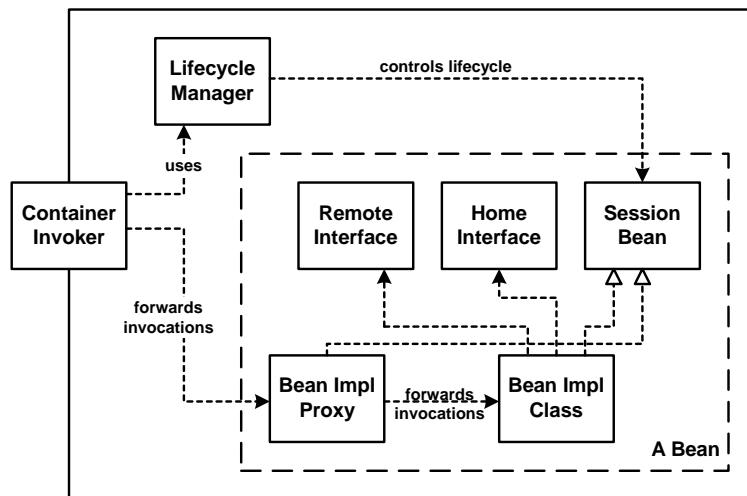 Lifecycle
Manager
controls lifecycle
uses
Container
Invoker
Remote
Interface
Home
Interface
Session
Bean
forwards
invocations
Bean Impl
Proxy
forwards
invocations
Bean Impl
Class
A Bean